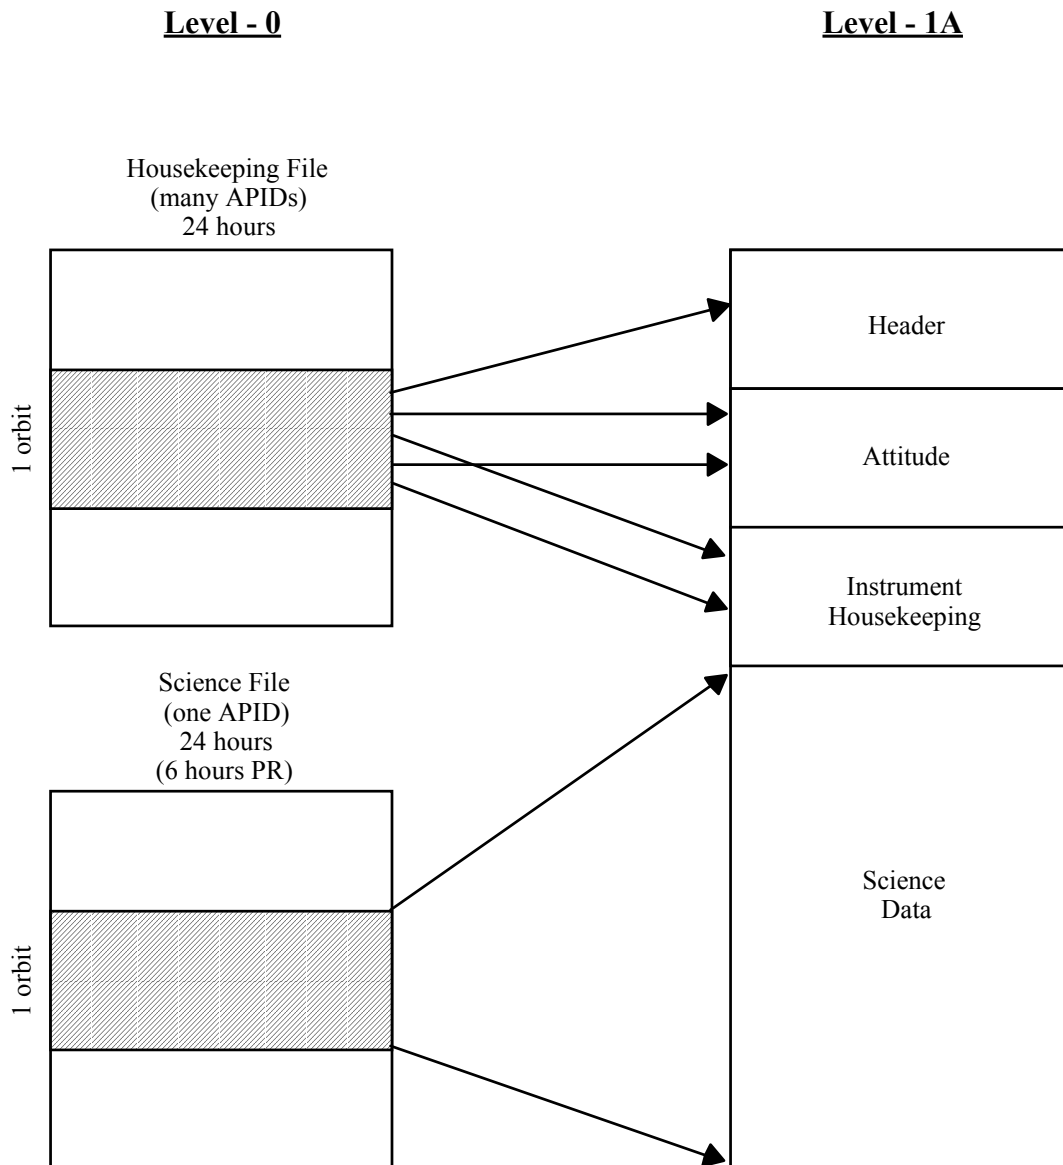 Level - 0
Level - 1A
Housekeeping File
(many APIDs)
24 hours
1 orbit
Header
Attitude
Instrument
Housekeeping
Science File
(one APID)
24 hours
(6 hours PR)
1 orbit
Science
Data